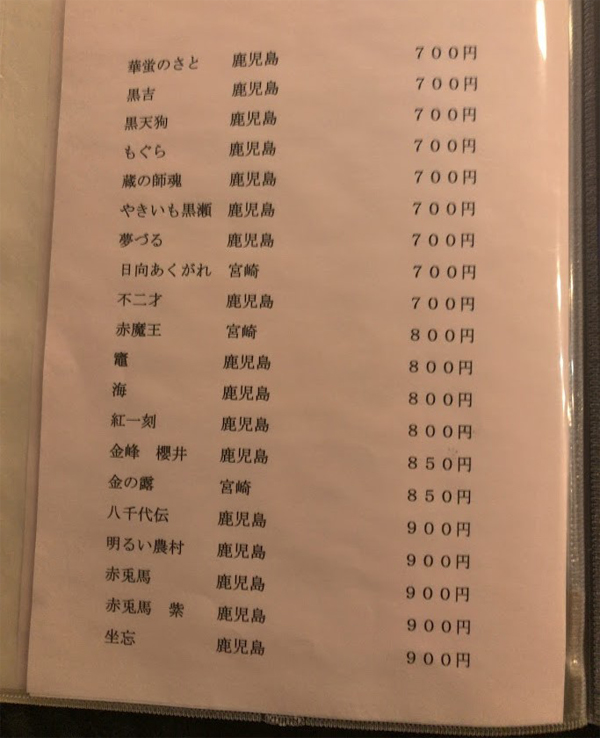 華蛍のさと 鹿児島 700円
黒吉 鹿児島 700円
黒天狗 鹿児島 700円
もぐら 鹿児島 700円
蔵の師魂 鹿児島 700円
やきいも黒瀬 鹿児島 700円
夢づる 鹿児島 700円
日向あくがれ 宮崎 700円
不二才 鹿児島 700円
赤魔王 宮崎 800円
竈 鹿児島 800円
海 鹿児島 800円
紅一刻 鹿児島 800円
金峰 櫻井 鹿児島 850円
金の露 宮崎 850円
八千代伝 鹿児島 900円
明るい農村 鹿児島 900円
赤兎馬 鹿児島 900円
赤兎馬 紫 鹿児島 900円
坐忘 鹿児島 900円